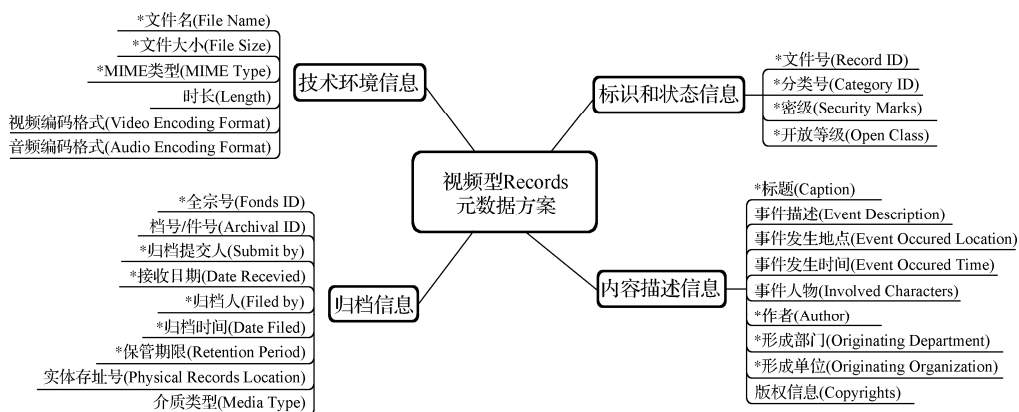 视频型Records
元数据方案
技术环境信息
*文件名(File Name)
*文件大小(File Size)
*MIME类型(MIME Type)
时长(Length)
视频编码格式(Video Encoding Format)
音频编码格式(Audio Encoding Format)
标识和状态信息
*文件号(Record ID)
*分类号(Category ID)
*密级(Security Marks)
*开放等级(Open Class)
归档信息
*全宗号(Fonds ID)
档号/件号(Archival ID)
*归档提交人(Submit by)
*接收日期(Date Recevied)
*归档人(Filed by)
*归档时间(Date Filed)
*保管期限(Retention Period)
实体存址号(Physical Records Location)
介质类型(Media Type)
内容描述信息
*标题(Caption)
事件描述(Event Description)
事件发生地点(Event Occured Location)
事件发生时间(Event Occured Time)
事件人物(Involved Characters)
*作者(Author)
*形成部门(Originating Department)
*形成单位(Originating Organization)
版权信息(Copyrights)